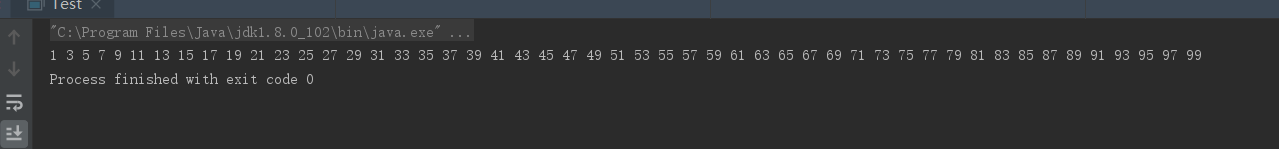 Test
"C:\Program Files\Java\jdk1.8.0_102\bin\java.exe" ...
1 3 5 7 9 11 13 15 17 19 21 23 25 27 29 31 33 35 37 39 41 43 45 47 49 51 53 55 57 59 61 63 65 67 69 71 73 75 77 79 81 83 85 87 89 91 93 95 97 99
Process finished with exit code 0